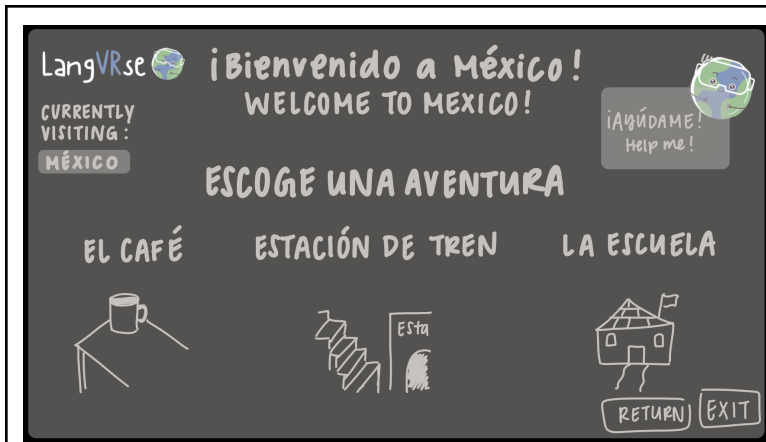 LangVRse
¡Bienvenido a México!
WELCOME TO MEXICO!
CURRENTLY
VISITING:
MÉXICO
¡AYÚDAME!
Help me!
ESCOGE UNA AVENTURA
EL CAFÉ
ESTACIÓN DE TREN
LA ESCUELA
Esta
RETURN
EXIT